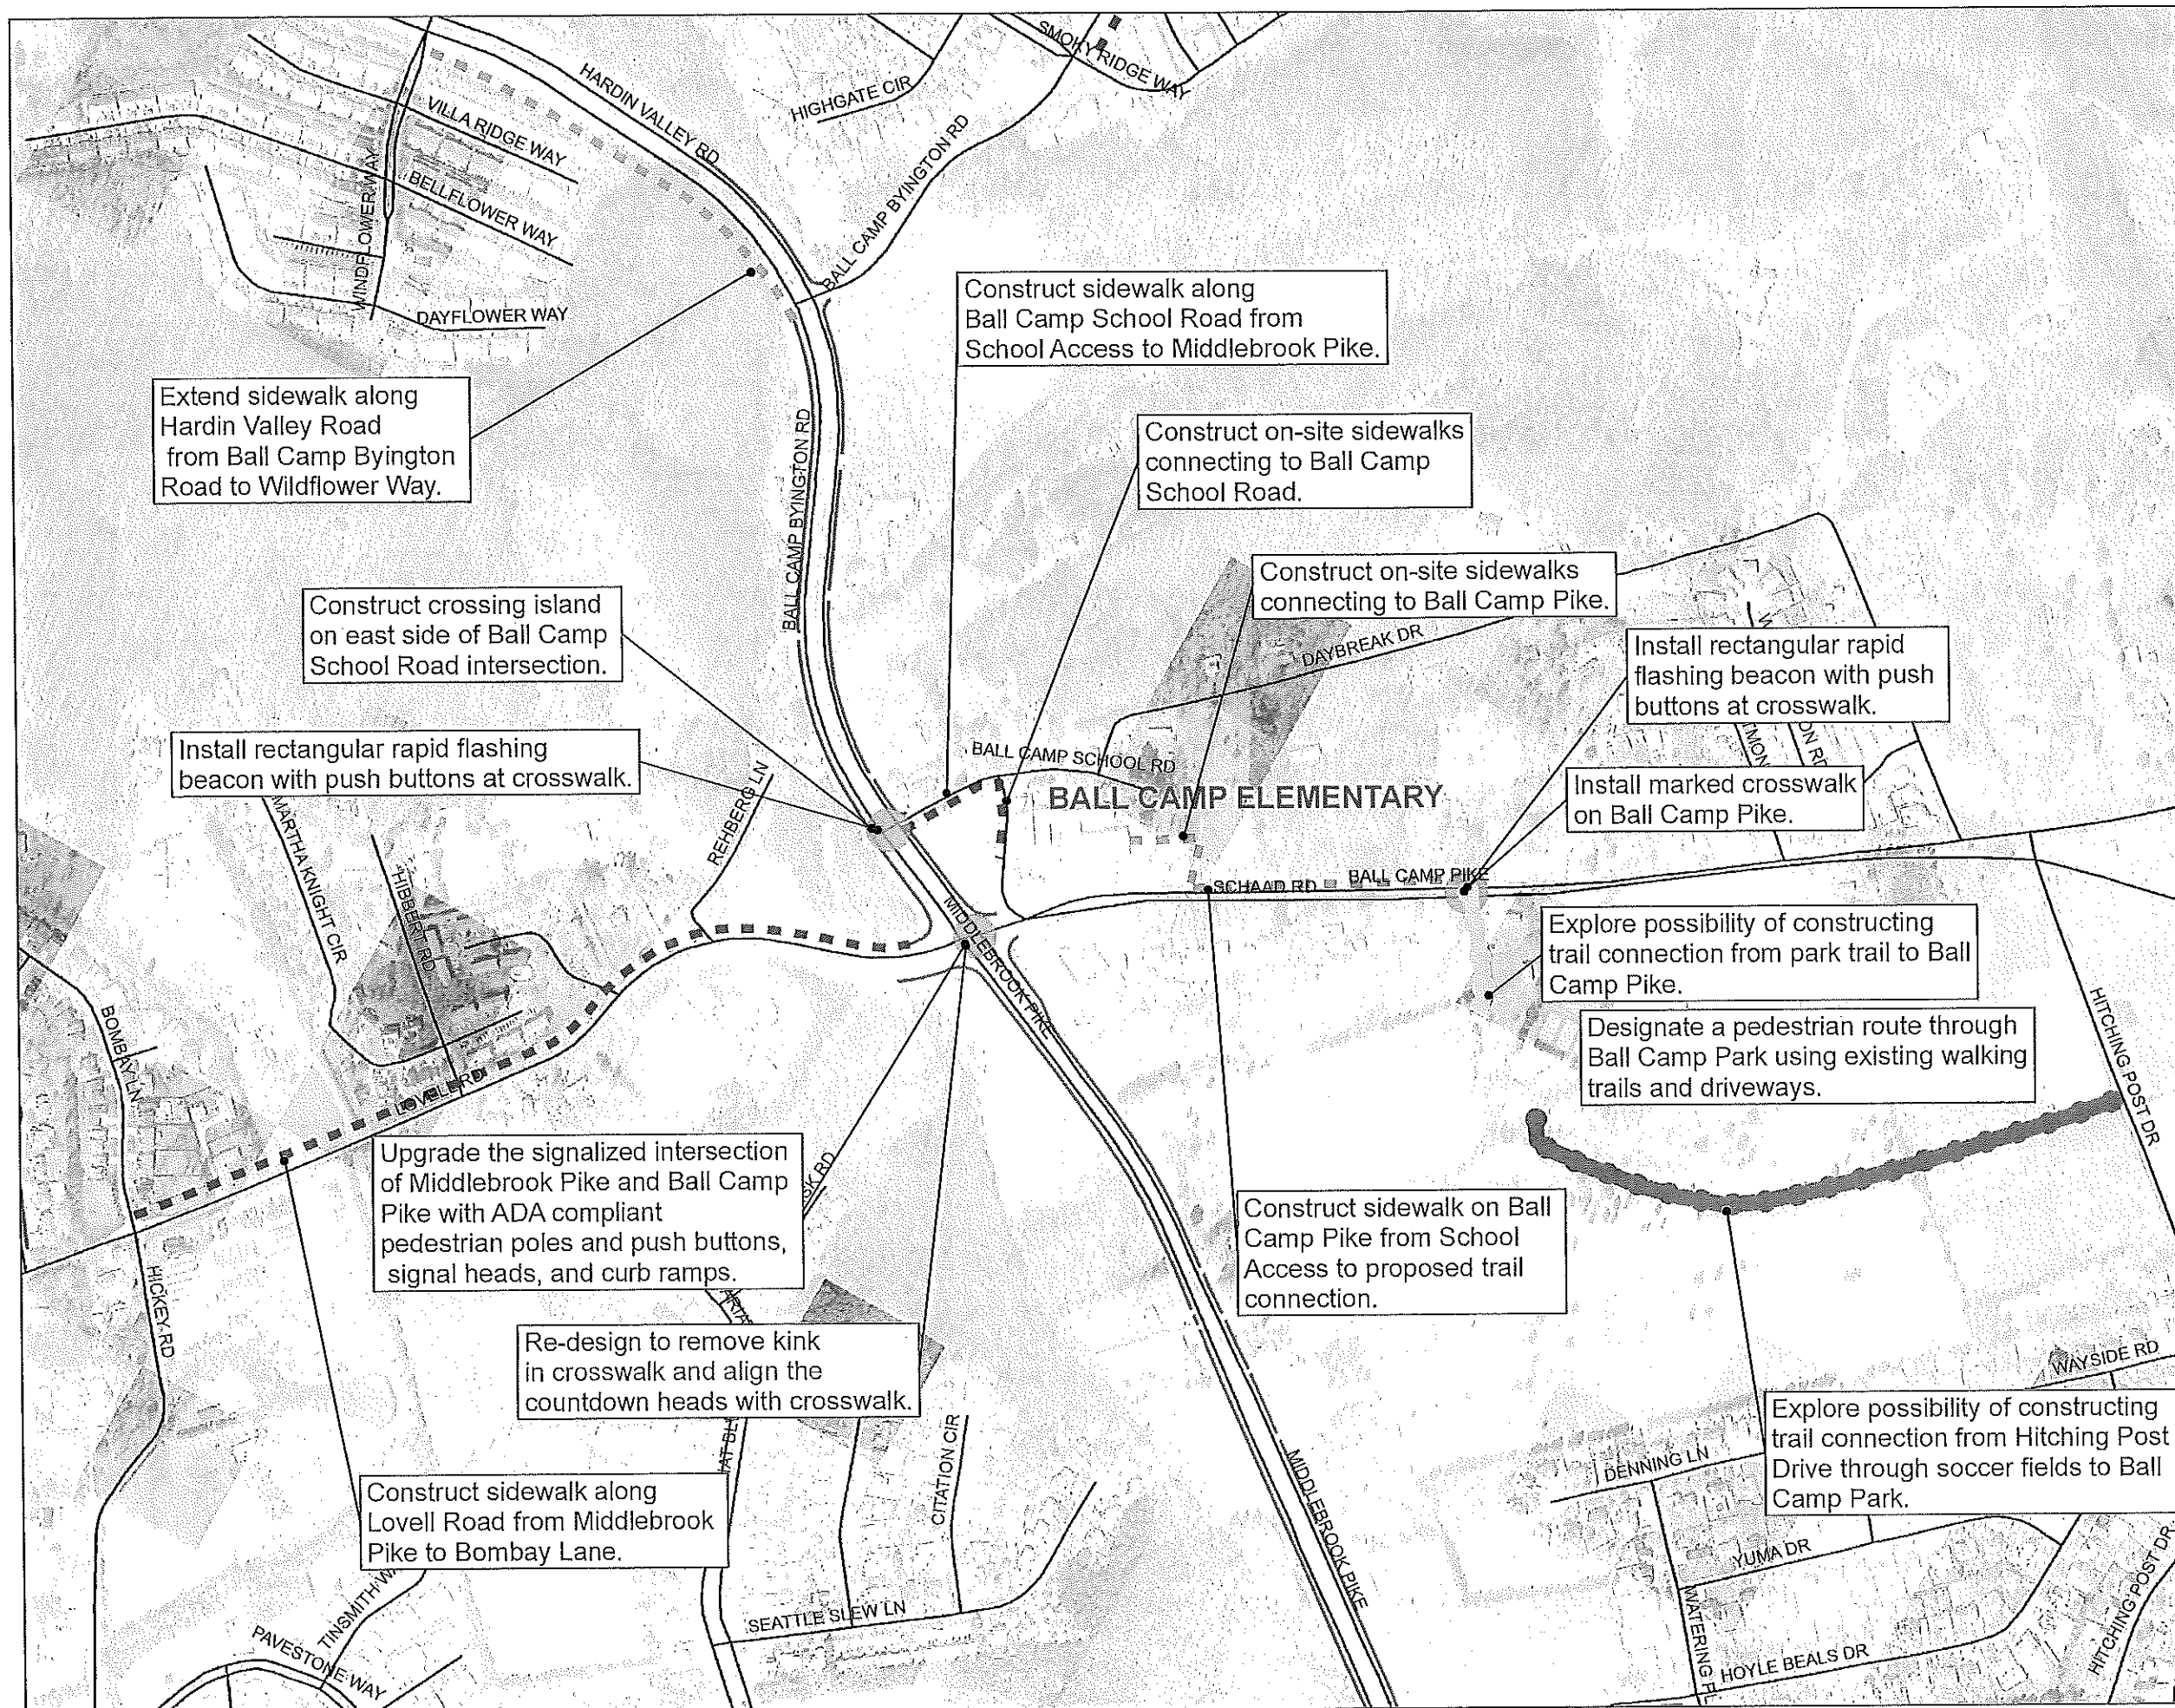 SMOKY RIDGE WAY
HARDIN VALLEY RD
HIGHGATE CIR
VILLA RIDGE WAY
BALL CAMP BYINGTON RD
BELLFLOWER WAY
WINDFLOWER WAY
DAYFLOWER WAY
Construct sidewalk along
Ball Camp School Road from
School Access to Middlebrook Pike.
Extend sidewalk along
Hardin Valley Road
from Ball Camp Byington
Road to Wildflower Way.
Construct on-site sidewalks
connecting to Ball Camp
School Road.
BALL CAMP BYINGTON RD
Construct on-site sidewalks
connecting to Ball Camp Pike.
Construct crossing island
on east side of Ball Camp
School Road intersection.
DAYBREAK DR
Install rectangular rapid
flashing beacon with push
buttons at crosswalk.
Install rectangular rapid flashing
beacon with push buttons at crosswalk.
BALL CAMP SCHOOL RD
BALL CAMP ELEMENTARY
Install marked crosswalk
on Ball Camp Pike.
REHBERG LN
MARTHA KNIGHT CIR
HIBBERT RD
SCHAAD RD
BALL CAMP PIKE
MIDDLEBROOK PIKE
Explore possibility of constructing
trail connection from park trail to Ball
Camp Pike.
Designate a pedestrian route through
Ball Camp Park using existing walking
trails and driveways.
HITCHING POST DR
BOMBAY LN
LOVELL RD
Upgrade the signalized intersection
of Middlebrook Pike and Ball Camp
Pike with ADA compliant
pedestrian poles and push buttons,
signal heads, and curb ramps.
RD
Construct sidewalk on Ball
Camp Pike from School
Access to proposed trail
connection.
HICKEY RD
Re-design to remove kink
in crosswalk and align the
countdown heads with crosswalk.
WAYSIDE RD
Explore possibility of constructing
trail connection from Hitching Post
Drive through soccer fields to Ball
Camp Park.
CITATION CIR
DENNING LN
MIDDLEBROOK PIKE
Construct sidewalk along
Lovell Road from Middlebrook
Pike to Bombay Lane.
YUMA DR
TINSMITH WA
SEATTLE SLEW LN
PAVESTONE WAY
WATERING PL
HOYLE BEALS DR
HITCHING POST DR